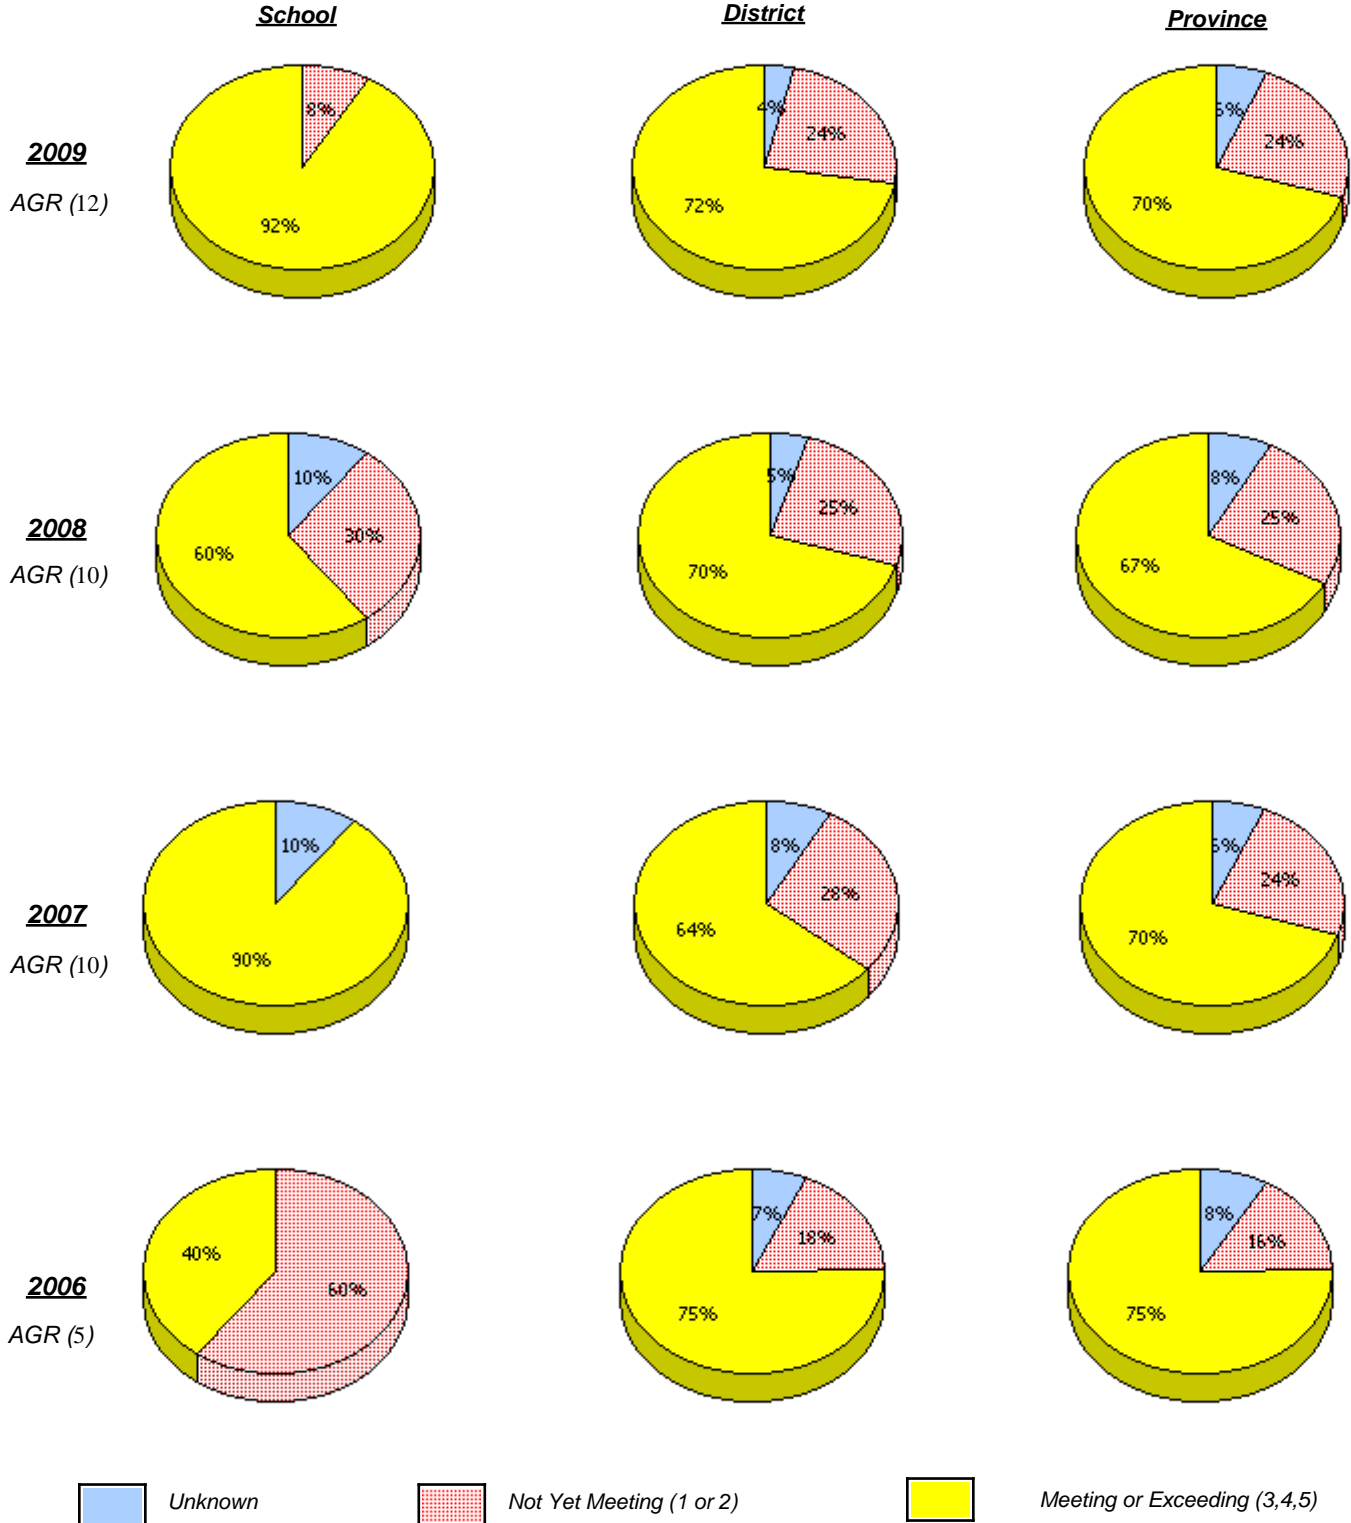 School District Province
8% 4% 24% 6% 24%
2009
AGR (12)
92% 72% 70%
10% 30% 5% 25% 8% 25%
2008
AGR (10)
60% 70% 67%
10% 8% 28% 6% 24%
2007
AGR (10)
90% 64% 70%
7% 18% 8% 16%
40% 60%
2006
AGR (5)
75% 75%
Unknown Not Yet Meeting (1 or 2) Meeting or Exceeding (3,4,5)